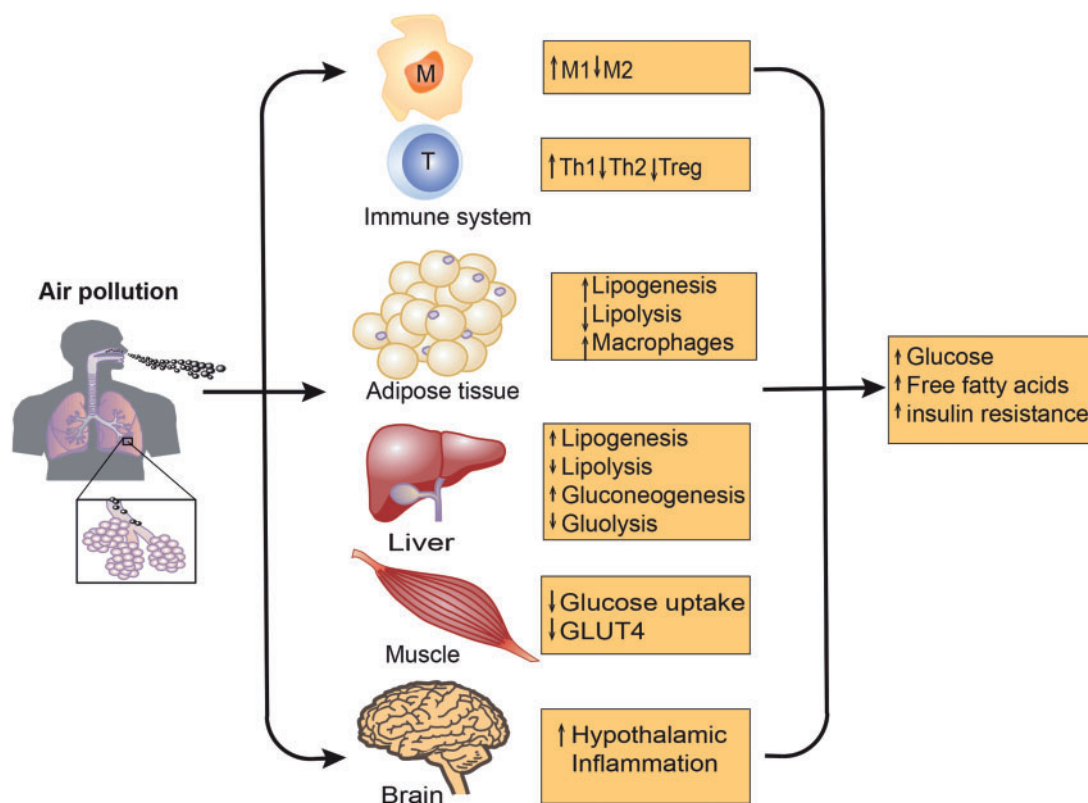 Air pollution
M
↑M1↓M2
T
↑Th1↓Th2↓Treg
Immune system
↑Lipogenesis
↓Lipolysis
↑Macrophages
Adipose tissue
↑Lipogenesis
↓Lipolysis
↑Gluconeogenesis
↓Gluolysis
Liver
↓Glucose uptake
↓GLUT4
Muscle
↑Hypothalamic
Inflammation
Brain
↑Glucose
↑Free fatty acids
↑insulin resistance